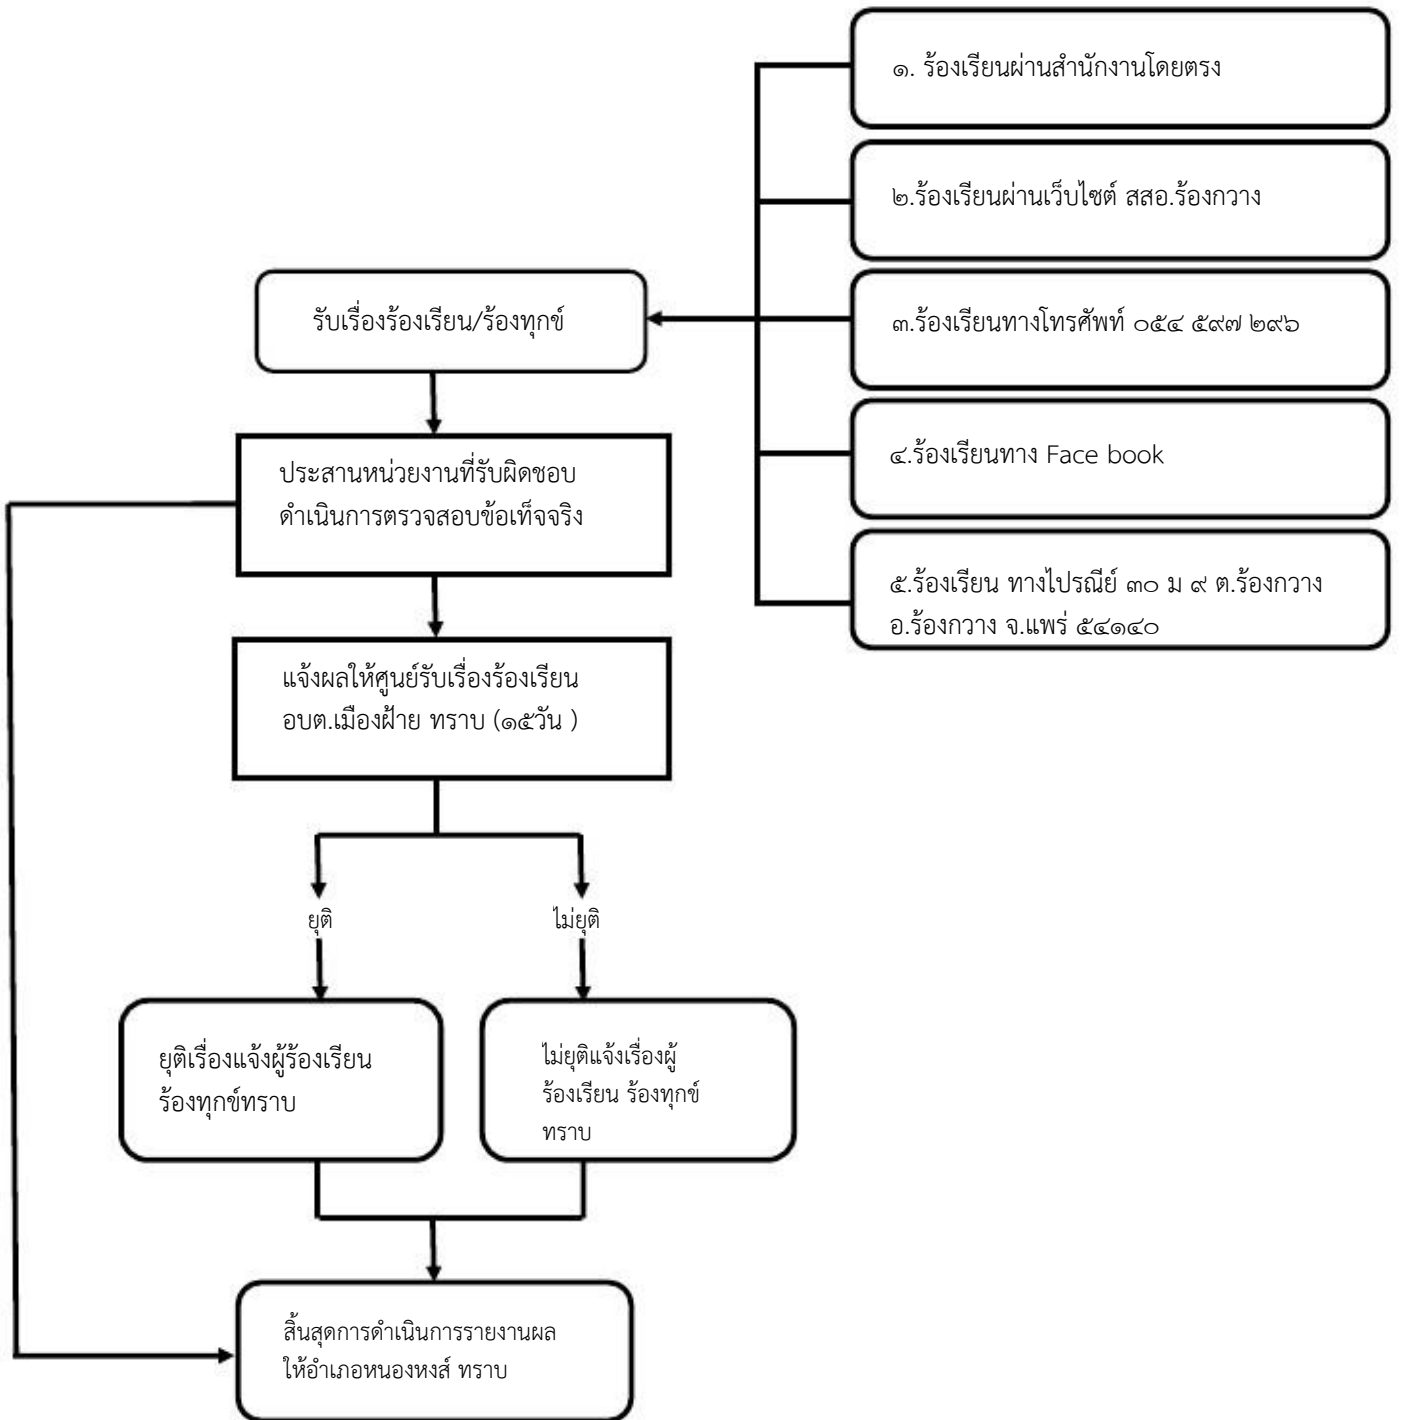 ๑. ร้องเรียนผ่านสำนักงานโดยตรง
๒.ร้องเรียนผ่านเว็บไซต์ สสอ.ร้องกวาง
๓.ร้องเรียนทางโทรศัพท์ ๐๕๔ ๕๙๗ ๒๙๖
๔.ร้องเรียนทาง Face book
๕.ร้องเรียน ทางไปรณีย์ ๓๐ ม ๙ ต.ร้องกวาง
อ.ร้องกวาง จ.แพร่ ๕๔๑๔๐
รับเรื่องร้องเรียน/ร้องทุกข์
ประสานหน่วยงานที่รับผิดชอบ
ดำเนินการตรวจสอบข้อเท็จจริง
แจ้งผลให้ศูนย์รับเรื่องร้องเรียน
อบต.เมืองฝ้าย ทราบ (๑๕วัน )
ยุติ
ไม่ยุติ
ยุติเรื่องแจ้งผู้ร้องเรียน
ร้องทุกข์ทราบ
ไม่ยุติแจ้งเรื่องผู้
ร้องเรียน ร้องทุกข์
ทราบ
สิ้นสุดการดำเนินการรายงานผล
ให้อำเภอหนองหงส์ ทราบ